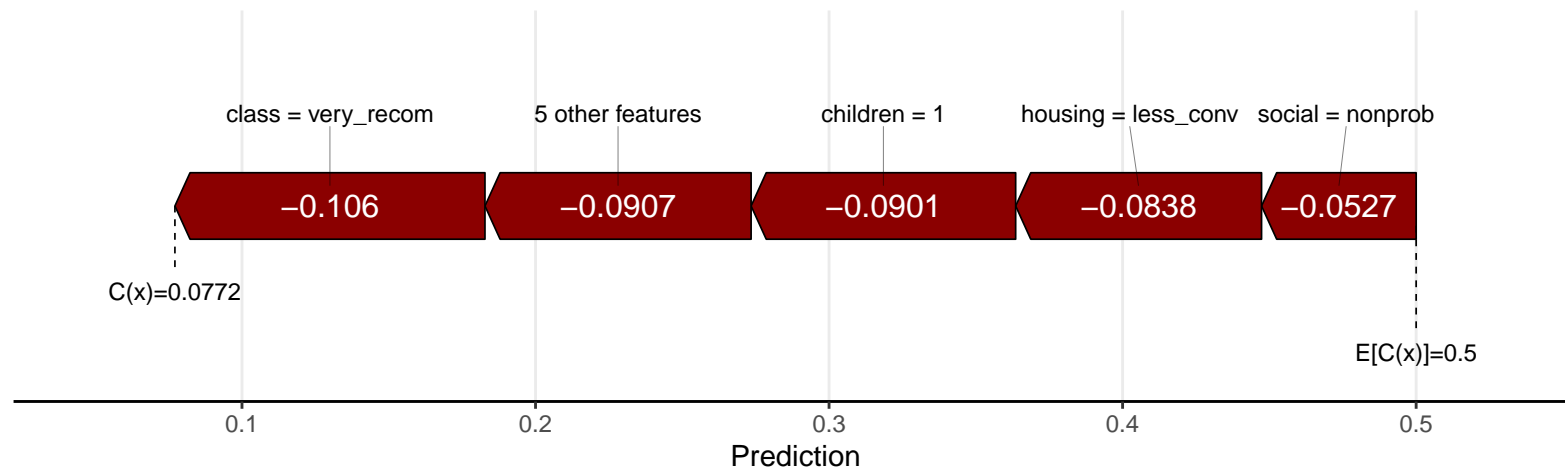 class = very_recom
5 other features
children = 1
housing = less_conv
social = nonprob
−0.106
−0.0907
−0.0901
−0.0838
−0.0527
C(x)=0.0772
E[C(x)]=0.5
0.1
0.2
0.3
0.4
0.5
Prediction